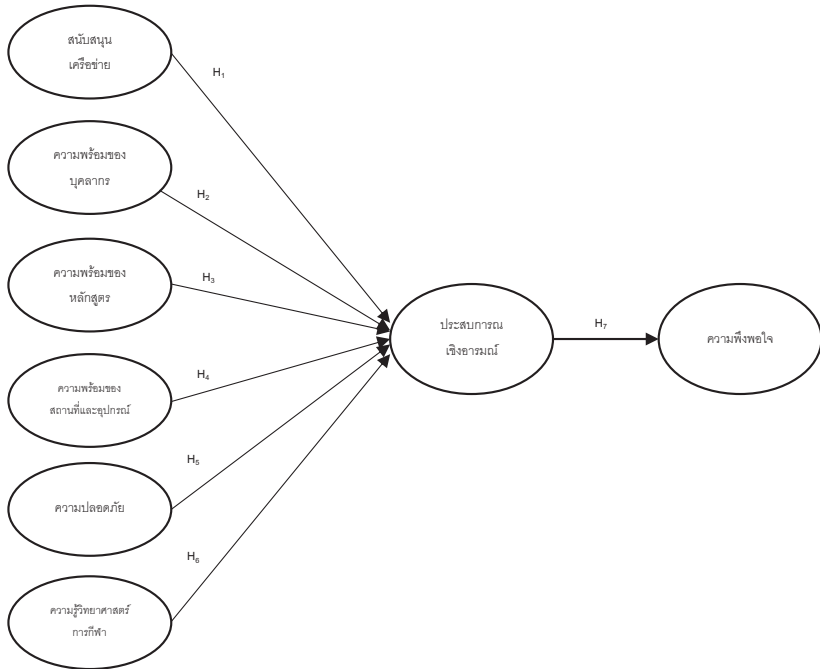 สนับสนุน
เครือข่าย
H₁
ความพร้อมของ
บุคลากร
H₂
ความพร้อมของ
หลักสูตร
H₃
ประสบการณ
เชิงอารมณ์
H₇
ความพึงพอใจ
ความพร้อมของ
สถานที่และอุปกรณ์
H₄
ความปลอดภัย
H₅
ความรู้วิทยาศาสตร์
การกีฬา
H₆